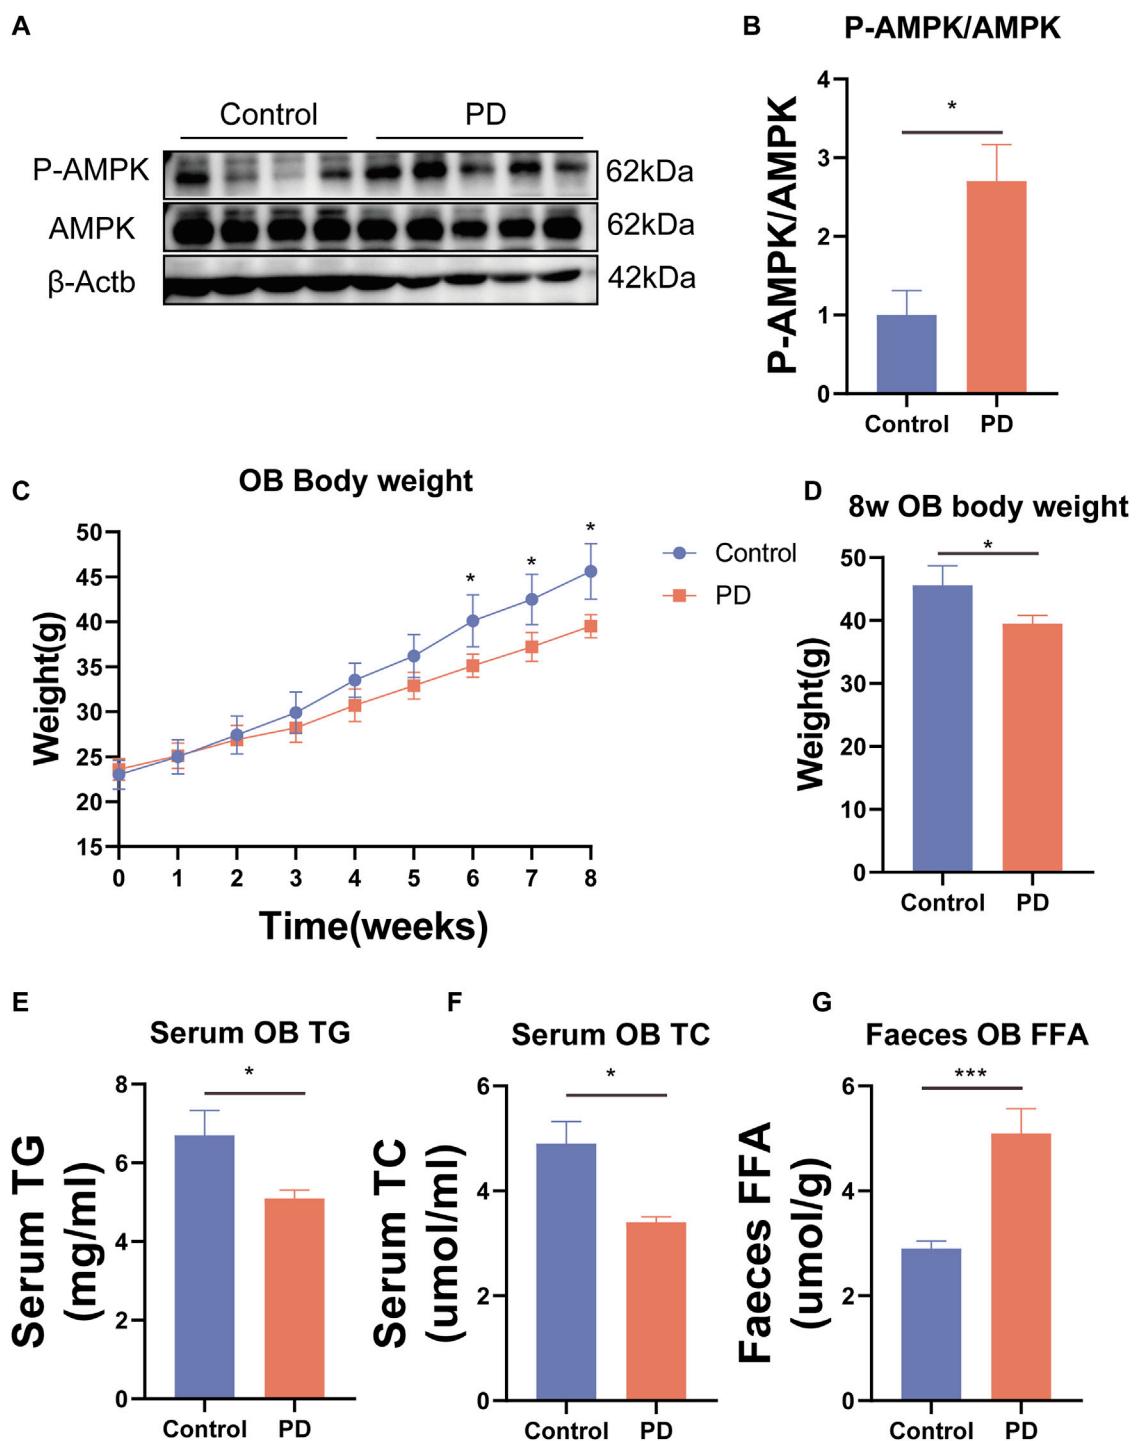 A
Control PD
P-AMPK 62kDa
AMPK 62kDa
β-Actb 42kDa
B
P-AMPK/AMPK
P-AMPK/AMPK
4
3
2
1
0
*
Control PD
C
OB Body weight
Weight(g)
50
45
40
35
30
25
20
15
* * *
0 1 2 3 4 5 6 7 8
Time(weeks)
Control
PD
D
8w OB body weight
Weight(g)
50
40
30
20
10
0
*
Control PD
E
Serum OB TG
Serum TG
(mg/ml)
8
6
4
2
0
*
Control PD
F
Serum OB TC
Serum TC
(umol/ml)
6
4
2
0
*
Control PD
G
Faeces OB FFA
Faeces FFA
(umol/g)
6
4
2
0
***
Control PD